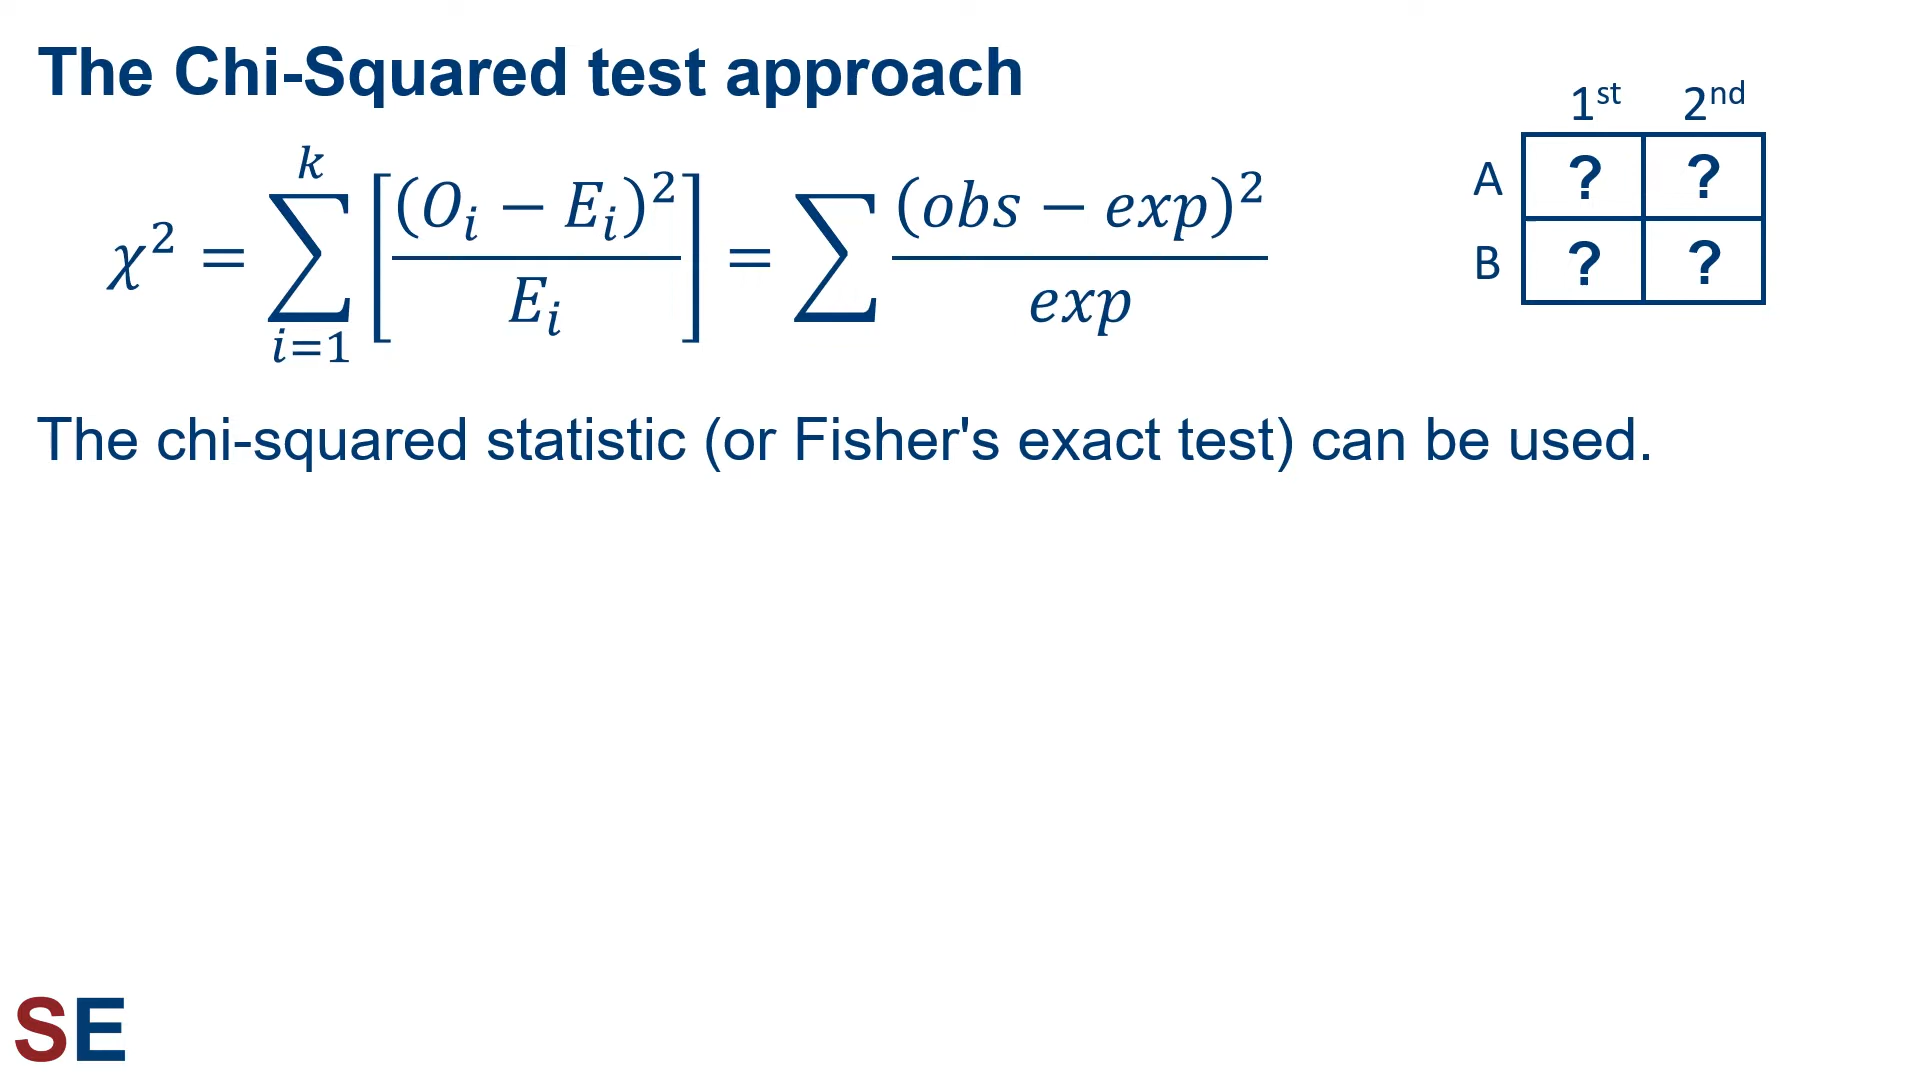 The Chi-Squared test approach
χ² = ∑_{i=1}^{k} [(O_i − E_i)² / E_i] = ∑ (obs − exp)² / exp
1st 2nd
A ? ?
B ? ?
The chi-squared statistic (or Fisher's exact test) can be used.
SE